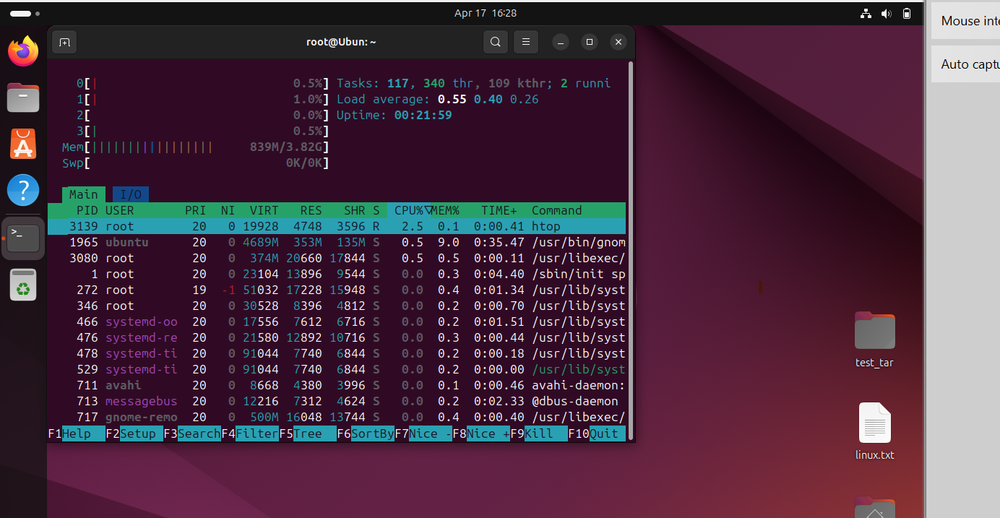 Apr 17 16:28
Mouse inte
Auto captu
root@Ubun: ~
0[| 0.5%] Tasks: 117, 340 thr, 109 kthr; 2 runni
1[| 1.0%] Load average: 0.55 0.40 0.26
2[ 0.0%] Uptime: 00:21:59
3[| 0.5%]
Mem[||||||||||||||||| 839M/3.82G]
Swp[ 0K/0K]
Main I/O
PID USER PRI NI VIRT RES SHR S CPU%▽MEM% TIME+ Command
3139 root 20 0 19928 4748 3596 R 2.5 0.1 0:00.41 htop
1965 ubuntu 20 0 4689M 353M 135M S 0.5 9.0 0:35.47 /usr/bin/gnom
3080 root 20 0 374M 20660 17844 S 0.5 0.5 0:00.11 /usr/libexec/
1 root 20 0 23104 13896 9544 S 0.0 0.3 0:04.40 /sbin/init sp
272 root 19 -1 51032 17228 15948 S 0.0 0.4 0:01.34 /usr/lib/syst
346 root 20 0 30528 8396 4812 S 0.0 0.2 0:00.70 /usr/lib/syst
466 systemd-oo 20 0 17556 7612 6716 S 0.0 0.2 0:01.51 /usr/lib/syst
476 systemd-re 20 0 21580 12892 10716 S 0.0 0.3 0:00.44 /usr/lib/syst
478 systemd-ti 20 0 91044 7740 6844 S 0.0 0.2 0:00.18 /usr/lib/syst
529 systemd-ti 20 0 91044 7740 6844 S 0.0 0.2 0:00.00 /usr/lib/syst
711 avahi 20 0 8668 4380 3996 S 0.0 0.1 0:00.46 avahi-daemon:
713 messagebus 20 0 12216 7312 4624 S 0.0 0.2 0:02.33 @dbus-daemon
717 gnome-remo 20 0 500M 16048 13744 S 0.0 0.4 0:00.40 /usr/libexec/
F1Help F2Setup F3SearchF4FilterF5Tree F6SortByF7Nice -F8Nice +F9Kill F10Quit
test_tar
linux.txt